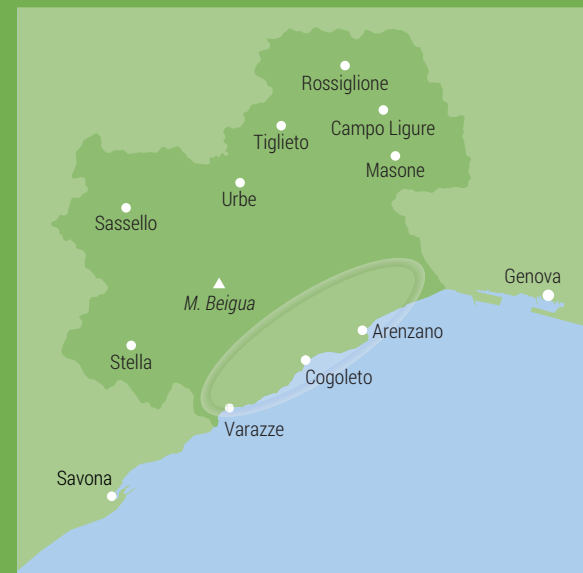 Rossiglione
Campo Ligure
Tiglieto
Masone
Urbe
Sassello
Genova
M. Beigua
Arenzano
Stella
Cogoleto
Varazze
Savona